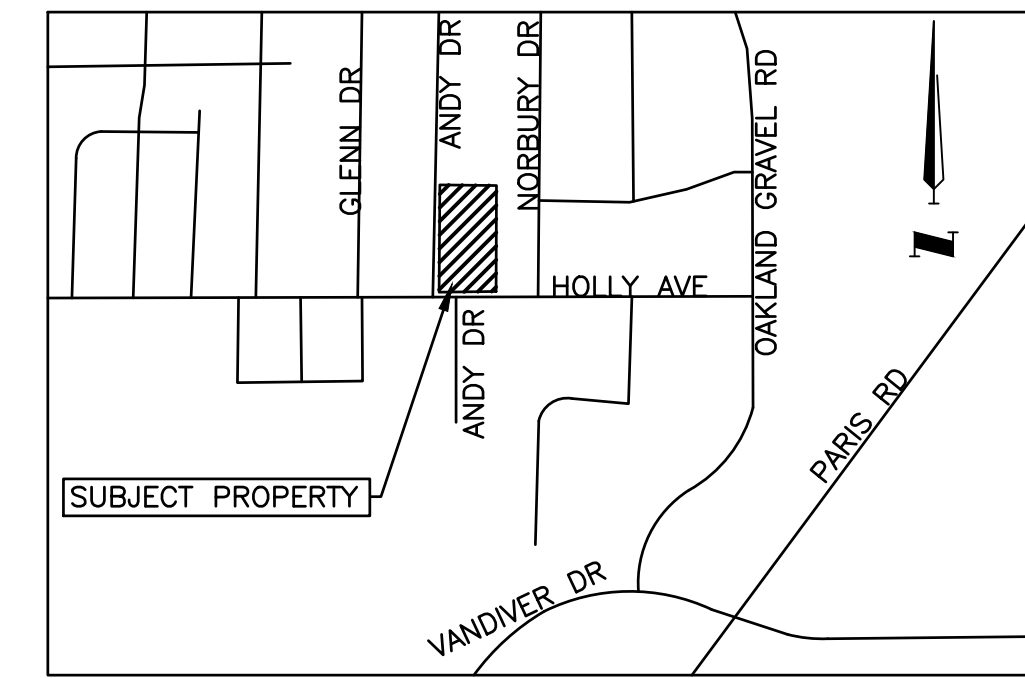 GLENN DR
ANDY DR
NORBURY DR
OAKLAND GRAVEL RD
N
HOLLY AVE
ANDY DR
PARIS RD
SUBJECT PROPERTY
VANDIVER DR